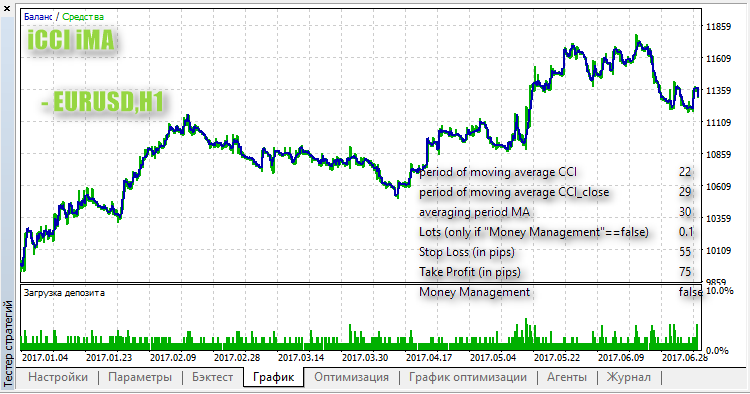 Баланс / Средства
iCCI iMA
- EURUSD,H1
11859
11609
11359
11109
10859
10609
10359
10109
9859
period of moving average CCI 22
period of moving average CCI_close 29
averaging period MA 30
Lots (only if "Money Management"==false) 0.1
Stop Loss (in pips) 55
Take Profit (in pips) 75
Money Management false
Загрузка депозита
10.0%
0.0%
2017.01.04 2017.01.23 2017.02.09 2017.02.28 2017.03.14 2017.03.30 2017.04.17 2017.05.04 2017.05.22 2017.06.09 2017.06.28
Тестер стратегий
Настройки Параметры Бэктест График Оптимизация График оптимизации Агенты Журнал